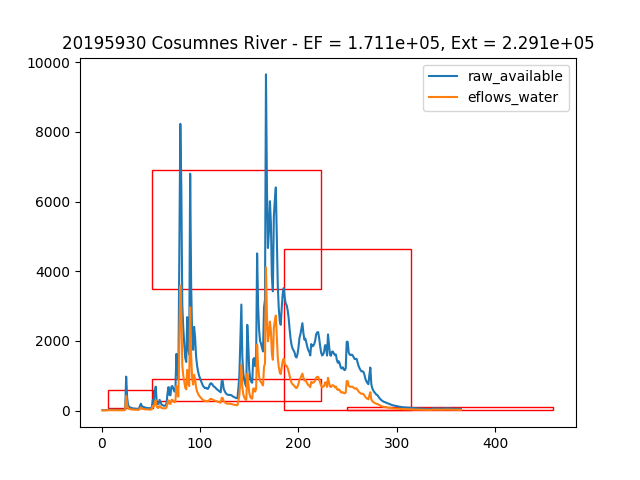 20195930 Cosumnes River - EF = 1.711e+05, Ext = 2.291e+05
raw_available
eflows_water
10000
8000
6000
4000
2000
0
0 100 200 300 400